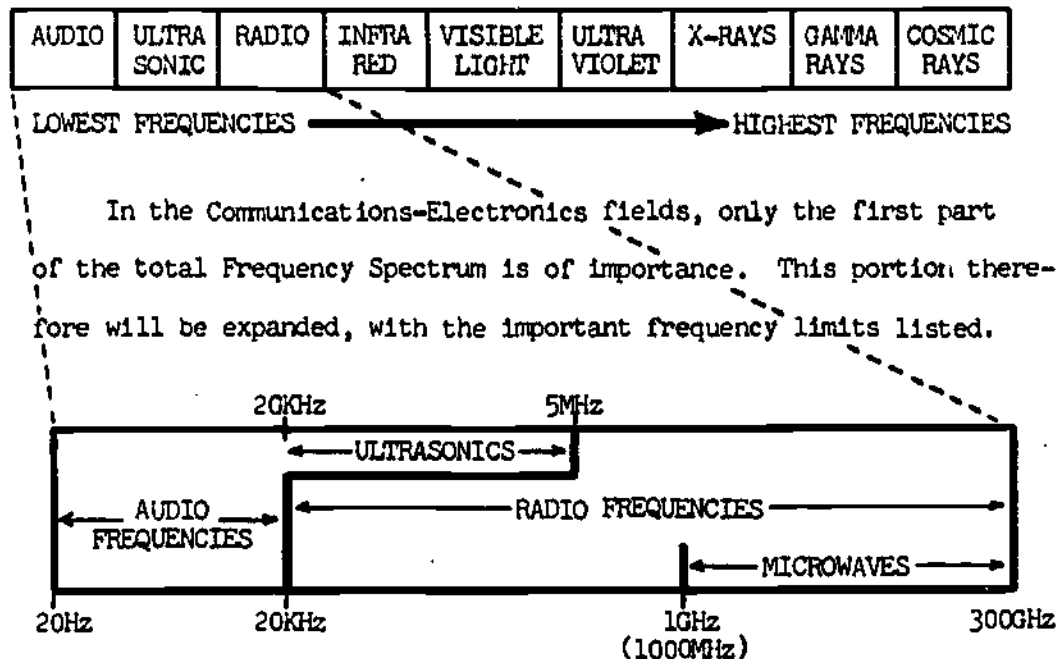 AUDIO ULTRA SONIC RADIO INFRA RED VISIBLE LIGHT ULTRA VIOLET X-RAYS GAMMA RAYS COSMIC RAYS
LOWEST FREQUENCIES HIGHEST FREQUENCIES
In the Communications-Electronics fields, only the first part
of the total Frequency Spectrum is of importance. This portion there-
fore will be expanded, with the important frequency limits listed.
20KHz 5MHz
ULTRASONICS
AUDIO FREQUENCIES
RADIO FREQUENCIES
MICROWAVES
20Hz 20KHz 1GHz 300GHz
(1000MHz)